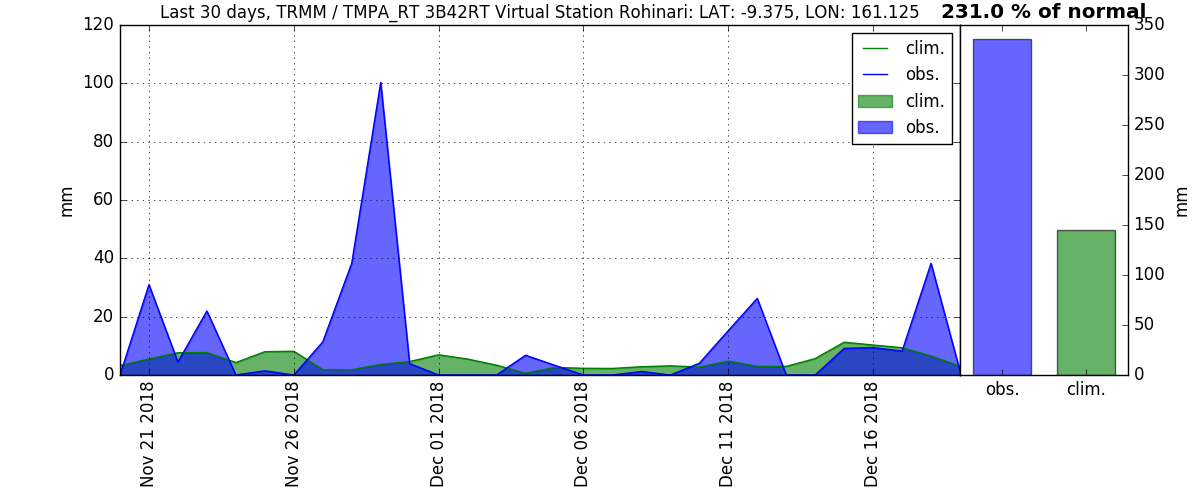 Last 30 days, TRMM / TMPA_RT 3B42RT Virtual Station Rohinari: LAT: -9.375, LON: 161.125
231.0 % of normal
clim.
obs.
clim.
obs.
120
100
80
60
40
20
0
mm
Nov 21 2018
Nov 26 2018
Dec 01 2018
Dec 06 2018
Dec 11 2018
Dec 16 2018
350
300
250
200
150
100
50
0
mm
obs.
clim.